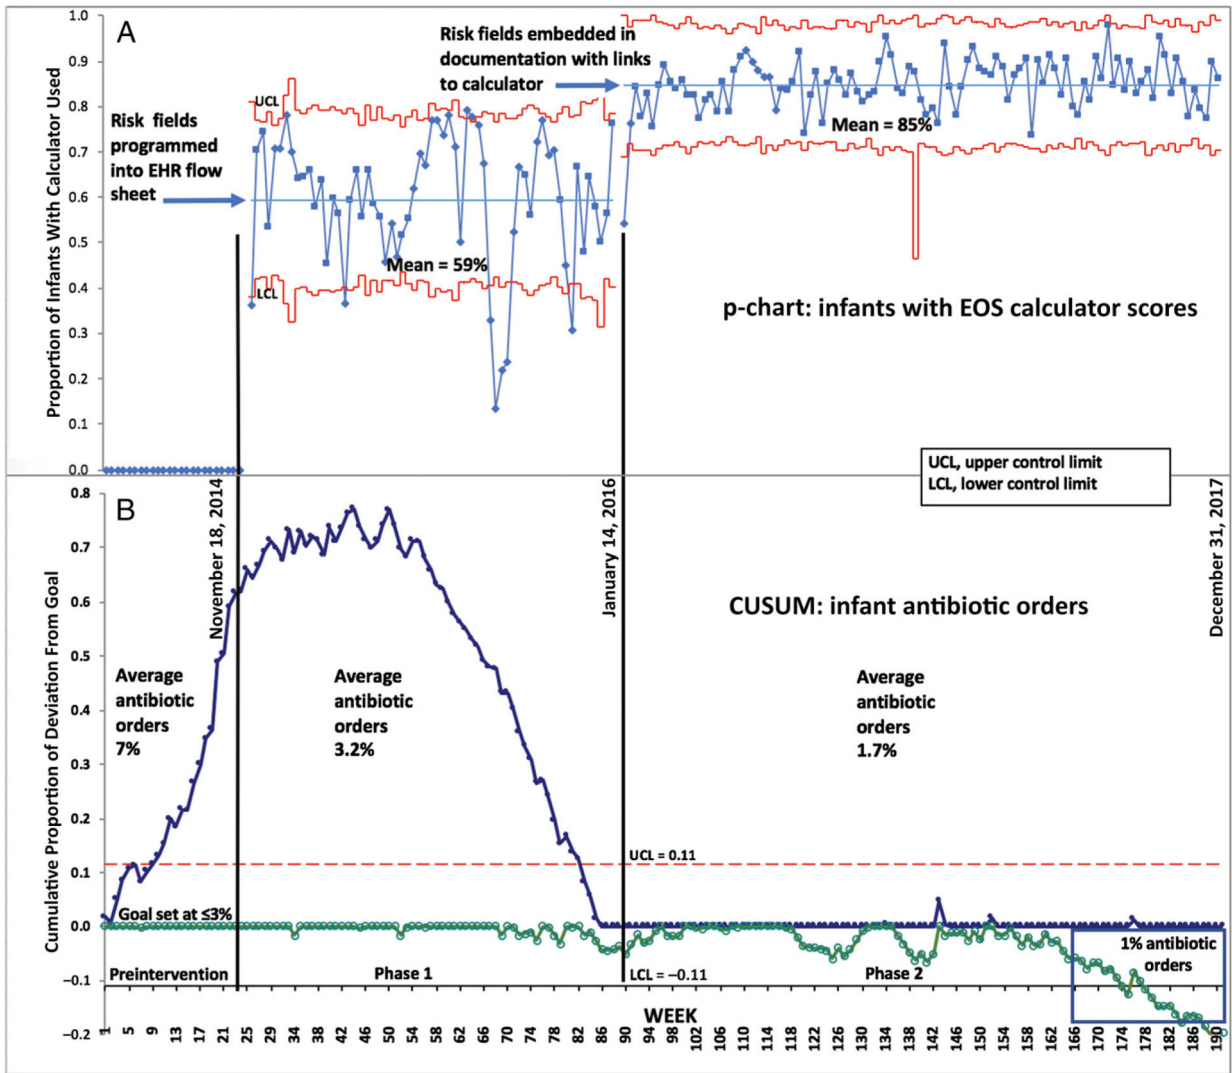 A
Proportion of Infants With Calculator Used
1.0
0.9
0.8
0.7
0.6
0.5
0.4
0.3
0.2
0.1
0.0
Risk fields
programmed
into EHR flow
sheet
UCL
LCL
Mean = 59%
Risk fields embedded in
documentation with links
to calculator
Mean = 85%
p-chart: infants with EOS calculator scores
UCL, upper control limit
LCL, lower control limit
B
Cumulative Proportion of Deviation From Goal
0.8
0.7
0.6
0.5
0.4
0.3
0.2
0.1
0.0
−0.1
−0.2
November 18, 2014
January 14, 2016
December 31, 2017
CUSUM: infant antibiotic orders
Average
antibiotic
orders
7%
Average
antibiotic
orders
3.2%
Average
antibiotic
orders
1.7%
UCL = 0.11
Goal set at ≤3%
1% antibiotic
orders
Preintervention
Phase 1
LCL = −0.11
Phase 2
WEEK
1 5 9 13 17 21 25 29 34 38 42 46 50 54 58 62 66 70 74 78 82 86 90 94 98 102 106 110 114 118 122 126 130 134 138 142 146 150 154 158 162 166 170 174 178 182 186 190